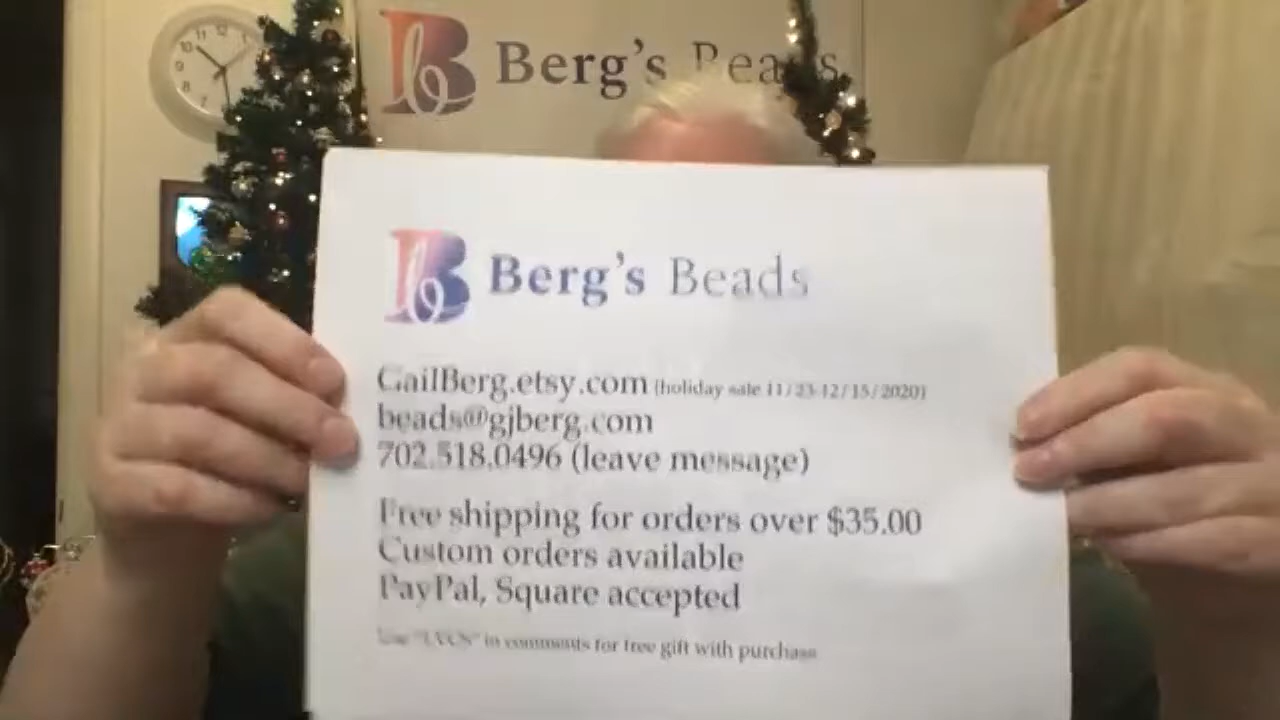 Berg's Beads
Berg's Beads
GailBerg.etsy.com (holiday sale 11/23-12/15/2020)
beads@gjberg.com
702.518.0496 (leave message)
Free shipping for orders over $35.00
Custom orders available
PayPal, Square accepted
Use in comments for free gift with purchase